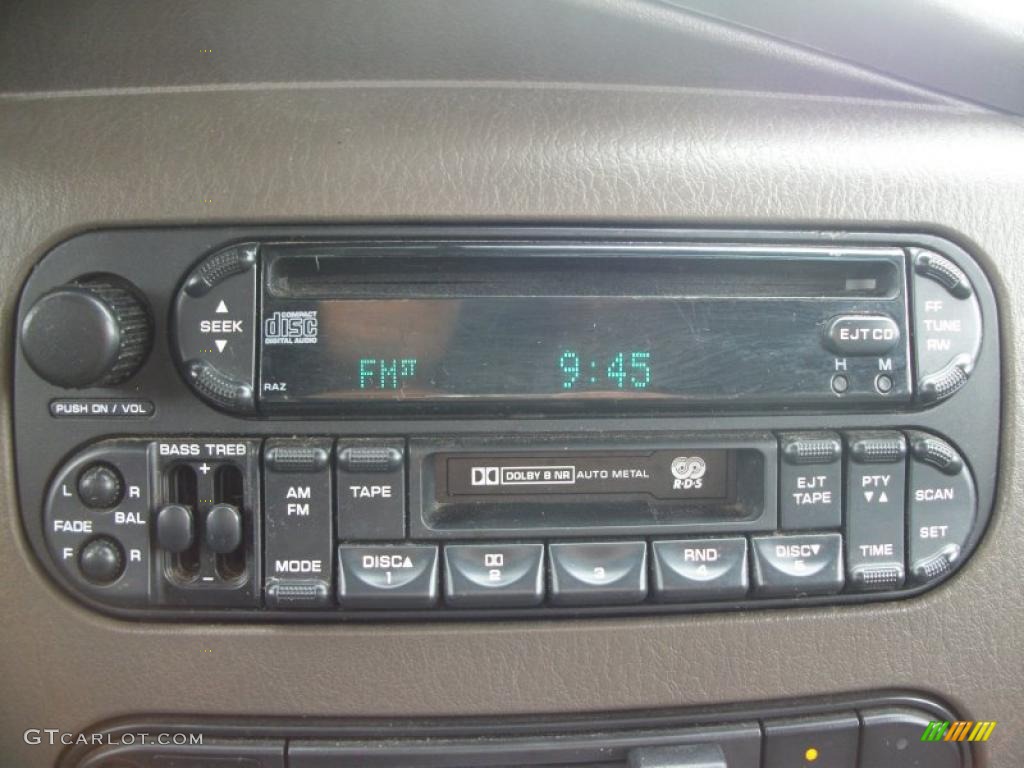 SEEK
COMPACT
disc
DIGITAL AUDIO
RAZ
FM ST
9:45
EJT CD
H M
FF
TUNE
RW
PUSH ON / VOL
L R
BAL
FADE
F R
BASS TREB
+
−
AM
FM
MODE
TAPE
DOLBY B NR AUTO METAL
R·D·S
EJT
TAPE
PTY
TIME
SCAN
SET
DISC▲
1
2
3
RND
4
DISC▼
5
GTCARLOT.COM